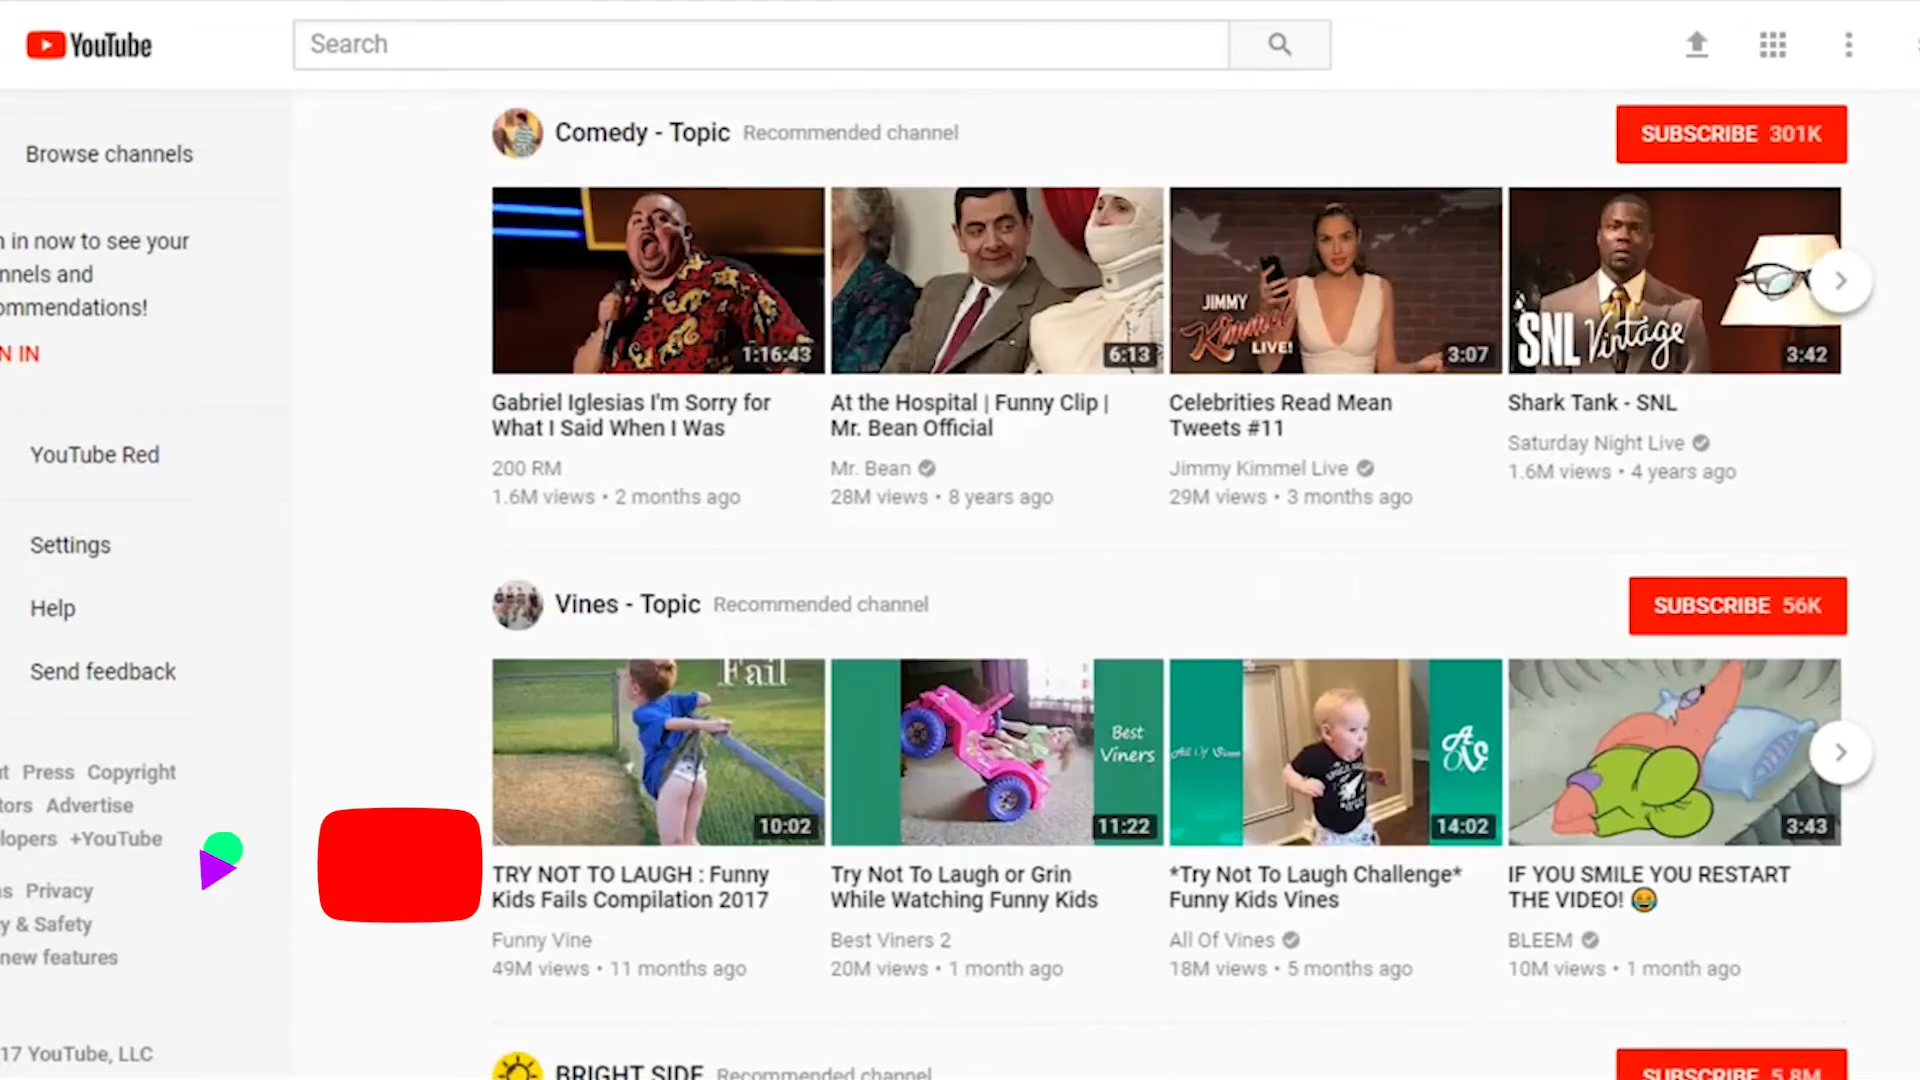 YouTube
Search
Browse channels
in now to see your
and
IN
YouTube Red
Settings
Help
Send feedback
Press Copyright
Advertise
+YouTube
Privacy
& Safety
new features
17 YouTube, LLC
Comedy - Topic Recommended channel
SUBSCRIBE 301K
1:16:43
6:13
JIMMY
Kimmel
LIVE!
3:07
SNL Vintage
3:42
Gabriel Iglesias I'm Sorry for
What I Said When I Was
200 RM
1.6M views • 2 months ago
At the Hospital | Funny Clip |
Mr. Bean Official
Mr. Bean
28M views • 8 years ago
Celebrities Read Mean
Tweets #11
Jimmy Kimmel Live
29M views • 3 months ago
Shark Tank - SNL
Saturday Night Live
1.6M views • 4 years ago
Vines - Topic Recommended channel
SUBSCRIBE 56K
Fail
10:02
Best
Viners
11:22
All Of Vines
14:02
3:43
TRY NOT TO LAUGH : Funny
Kids Fails Compilation 2017
Funny Vine
49M views • 11 months ago
Try Not To Laugh or Grin
While Watching Funny Kids
Best Viners 2
20M views • 1 month ago
*Try Not To Laugh Challenge*
Funny Kids Vines
All Of Vines
18M views • 5 months ago
IF YOU SMILE YOU RESTART
THE VIDEO! 😂
BLEEM
10M views • 1 month ago
BRIGHT SIDE Recommended channel
SUBSCRIBE 5.8M